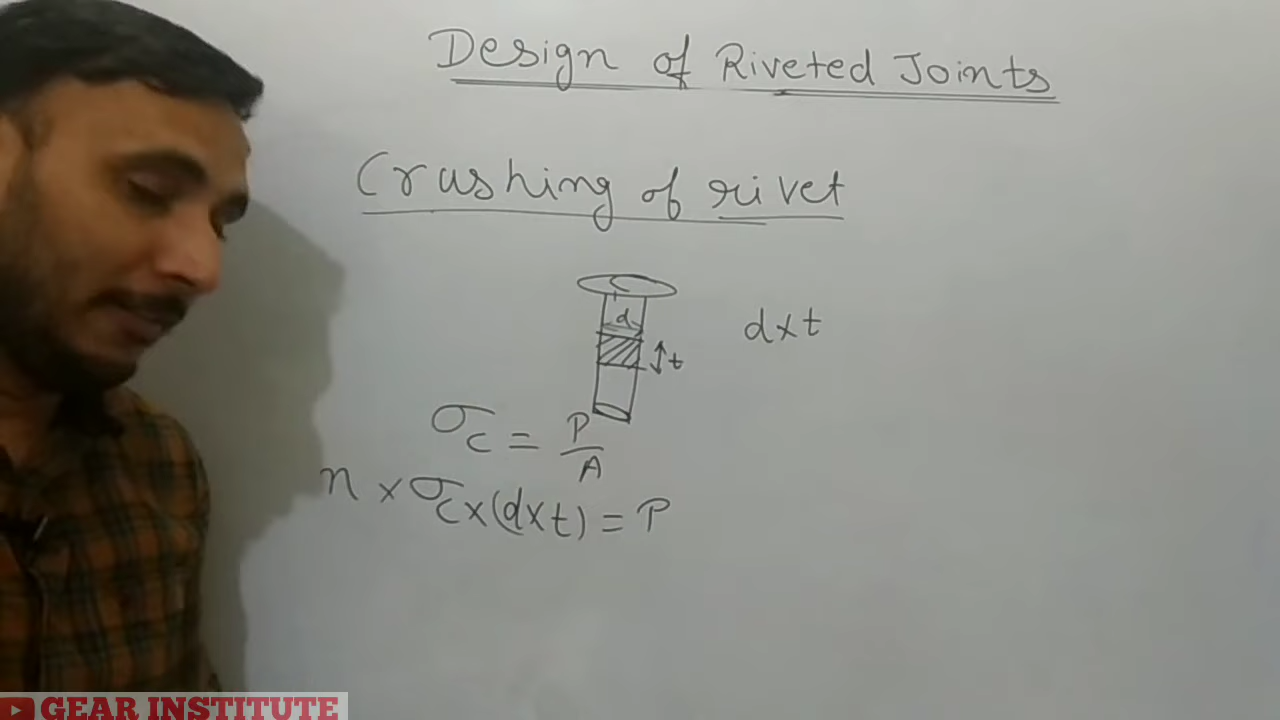 Design of Riveted Joints
Crushing of rivet
d
d x t
t
σc = P/A
n x σc x (d x t) = P
GEAR INSTITUTE